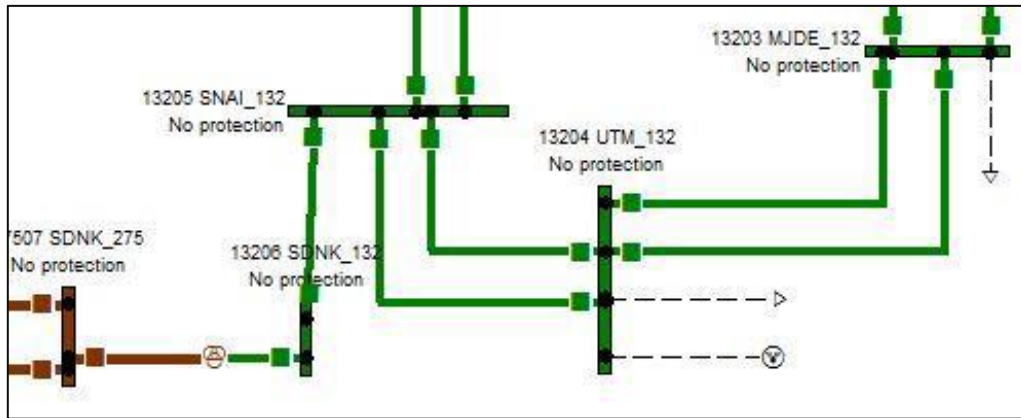 13203 MJDE_132
No protection
13205 SNAI_132
No protection
13204 UTM_132
No protection
7507 SDNK_275
No protection
13206 SDNK_132
No protection